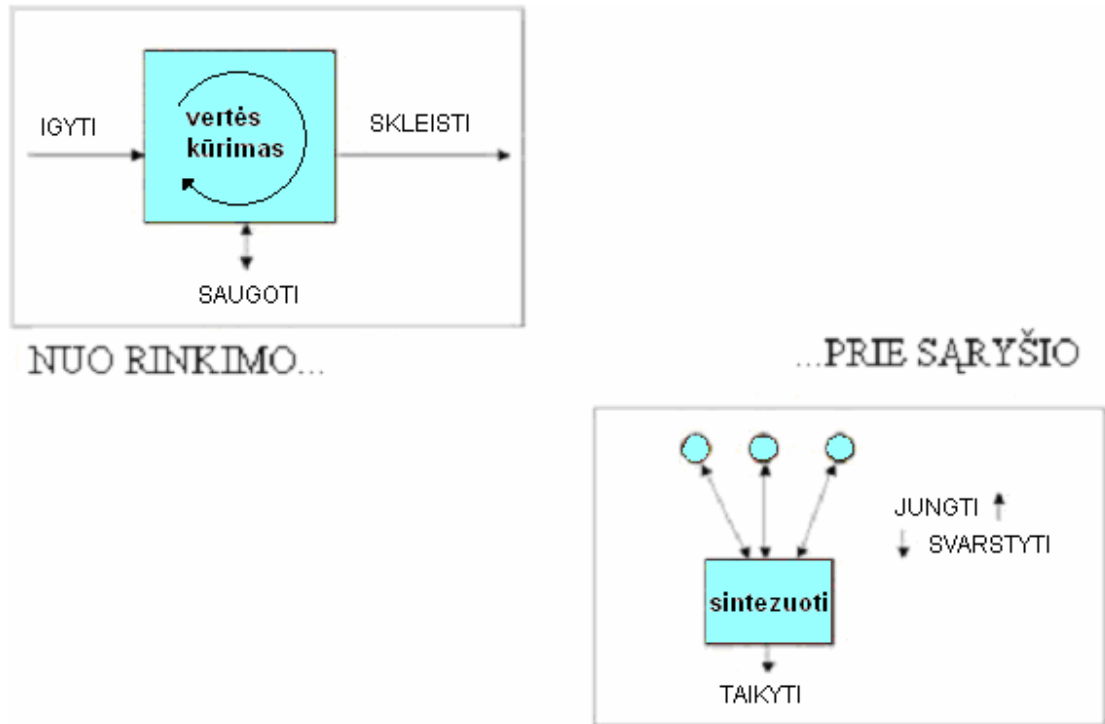 IGYTI
vertės
kūrimas
SKLEISTI
SAUGOTI
NUO RINKIMO...
...PRIE SĄRYŠIO
JUNGTI
SVARSTYTI
sintezuoti
TAIKYTI